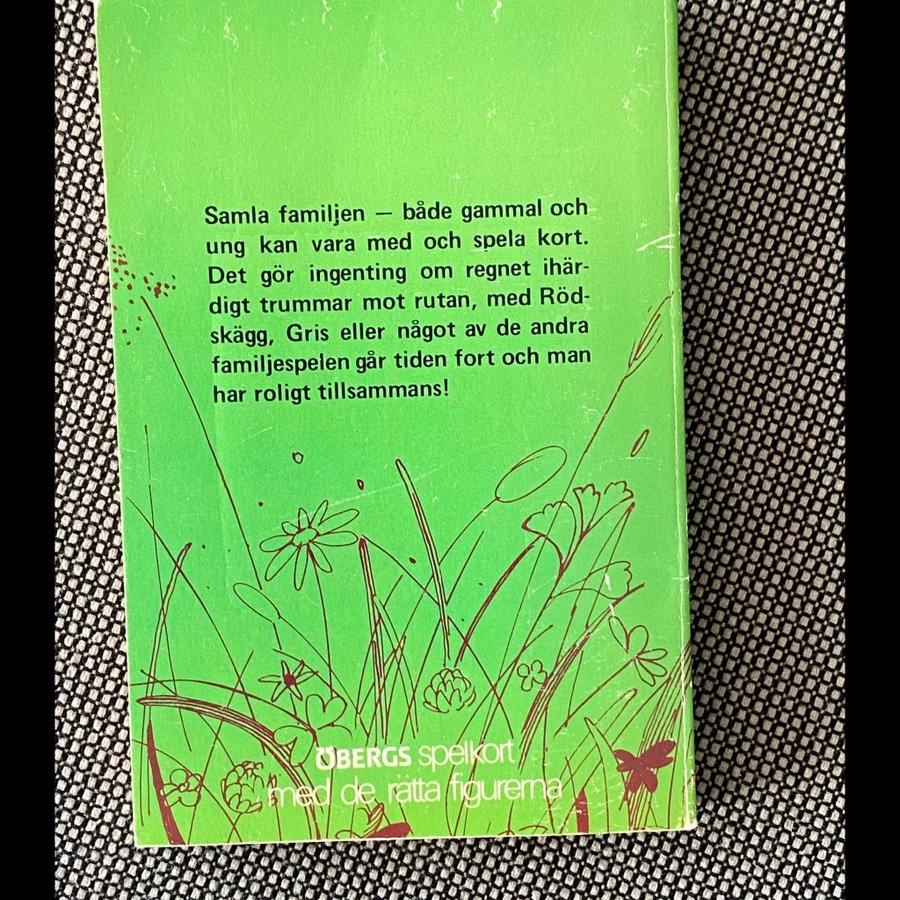 Samla familjen — både gammal och
ung kan vara med och spela kort.
Det gör ingenting om regnet ihär-
digt trummar mot rutan, med Röd-
skägg, Gris eller något av de andra
familjespelen går tiden fort och man
har roligt tillsammans!
ÖBERGS spelkort
med de rätta figurerna